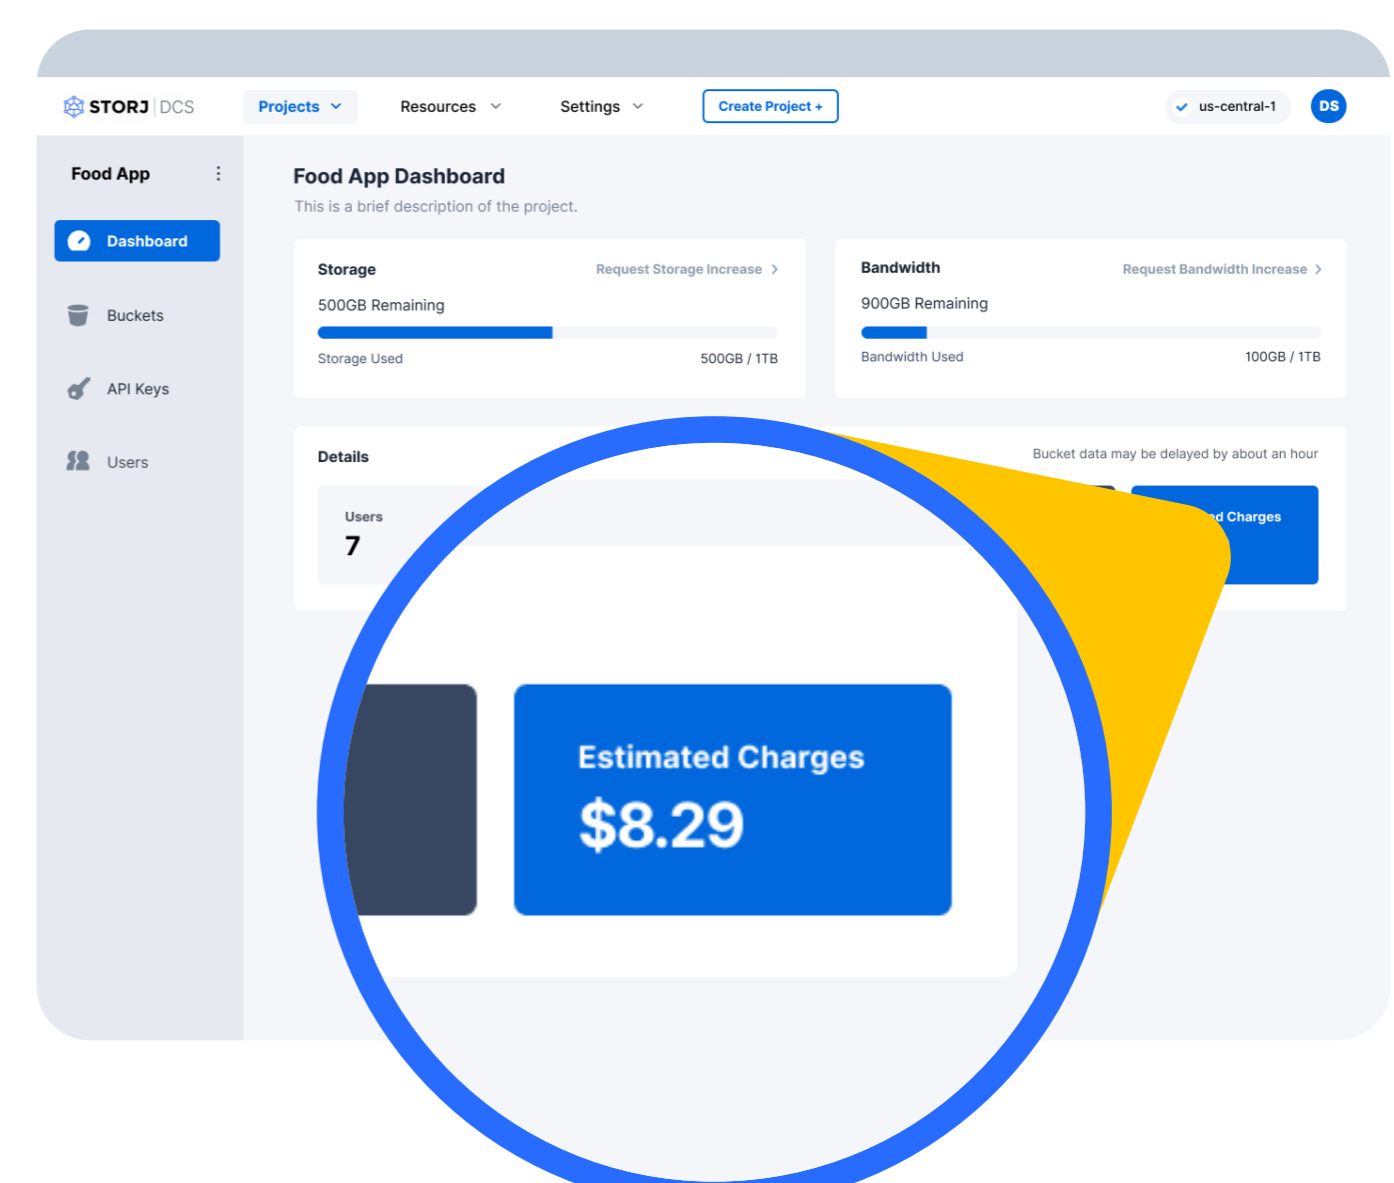 STORJ DCS
Projects
Resources
Settings
Create Project +
us-central-1
DS
Food App
Dashboard
Buckets
API Keys
Users
Food App Dashboard
This is a brief description of the project.
Storage
Request Storage Increase >
500GB Remaining
Storage Used
500GB / 1TB
Bandwidth
Request Bandwidth Increase >
900GB Remaining
Bandwidth Used
100GB / 1TB
Details
Bucket data may be delayed by about an hour
Users
7
Charges
Estimated Charges
$8.29